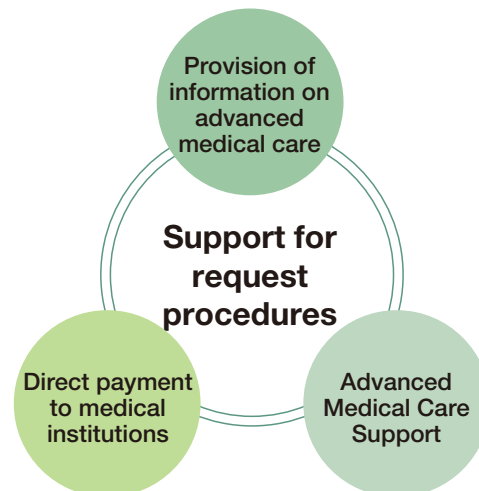 Provision of
information on
advanced
medical care
Support for
request
procedures
Direct payment
to medical
institutions
Advanced
Medical Care
Support